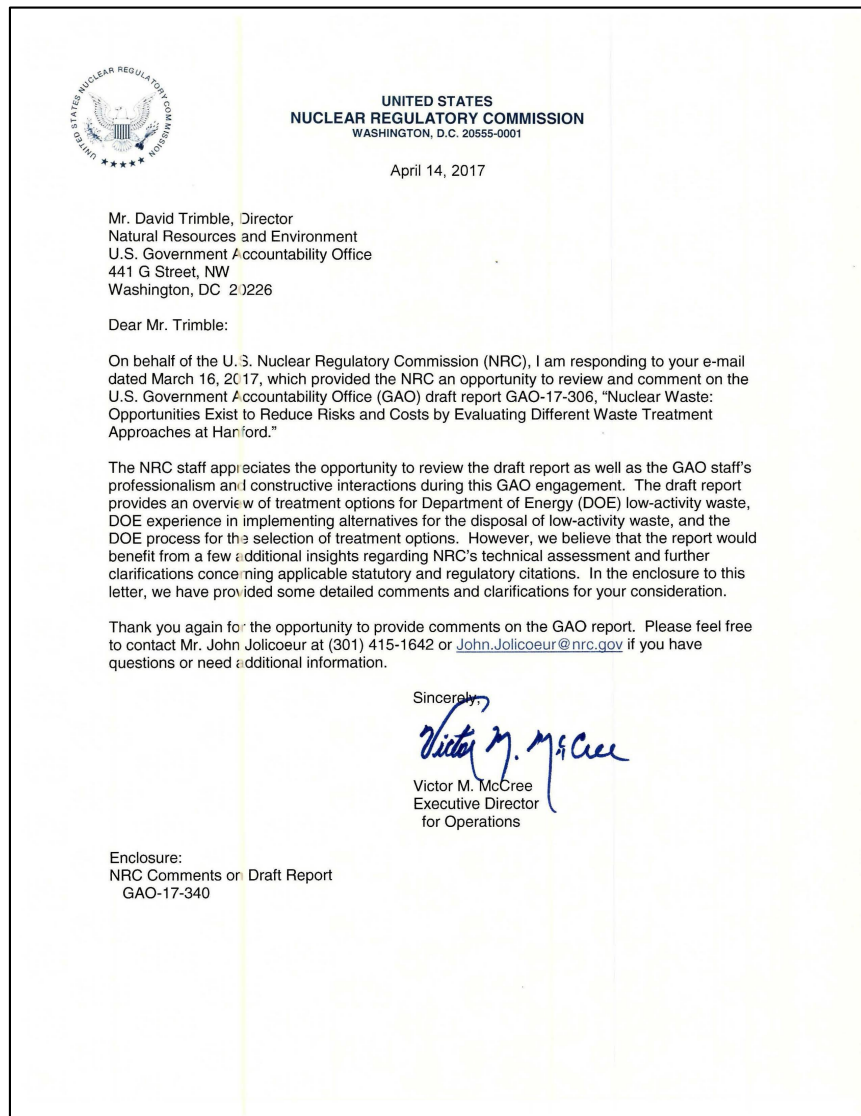 UNITED STATES NUCLEAR REGULATORY COMMISSION
UNITED STATES
NUCLEAR REGULATORY COMMISSION
WASHINGTON, D.C. 20555-0001
April 14, 2017
Mr. David Trimble, Director
Natural Resources and Environment
U.S. Government Accountability Office
441 G Street, NW
Washington, DC 20226
Dear Mr. Trimble:
On behalf of the U.S. Nuclear Regulatory Commission (NRC), I am responding to your e-mail
dated March 16, 2017, which provided the NRC an opportunity to review and comment on the
U.S. Government Accountability Office (GAO) draft report GAO-17-306, “Nuclear Waste:
Opportunities Exist to Reduce Risks and Costs by Evaluating Different Waste Treatment
Approaches at Hanford.”
The NRC staff appreciates the opportunity to review the draft report as well as the GAO staff’s
professionalism and constructive interactions during this GAO engagement. The draft report
provides an overview of treatment options for Department of Energy (DOE) low-activity waste,
DOE experience in implementing alternatives for the disposal of low-activity waste, and the
DOE process for the selection of treatment options. However, we believe that the report would
benefit from a few additional insights regarding NRC’s technical assessment and further
clarifications concerning applicable statutory and regulatory citations. In the enclosure to this
letter, we have provided some detailed comments and clarifications for your consideration.
Thank you again for the opportunity to provide comments on the GAO report. Please feel free
to contact Mr. John Jolicoeur at (301) 415-1642 or John.Jolicoeur@nrc.gov if you have
questions or need additional information.
Sincerely,
Victor M. McCree
Victor M. McCree
Executive Director
for Operations
Enclosure:
NRC Comments on Draft Report
GAO-17-340